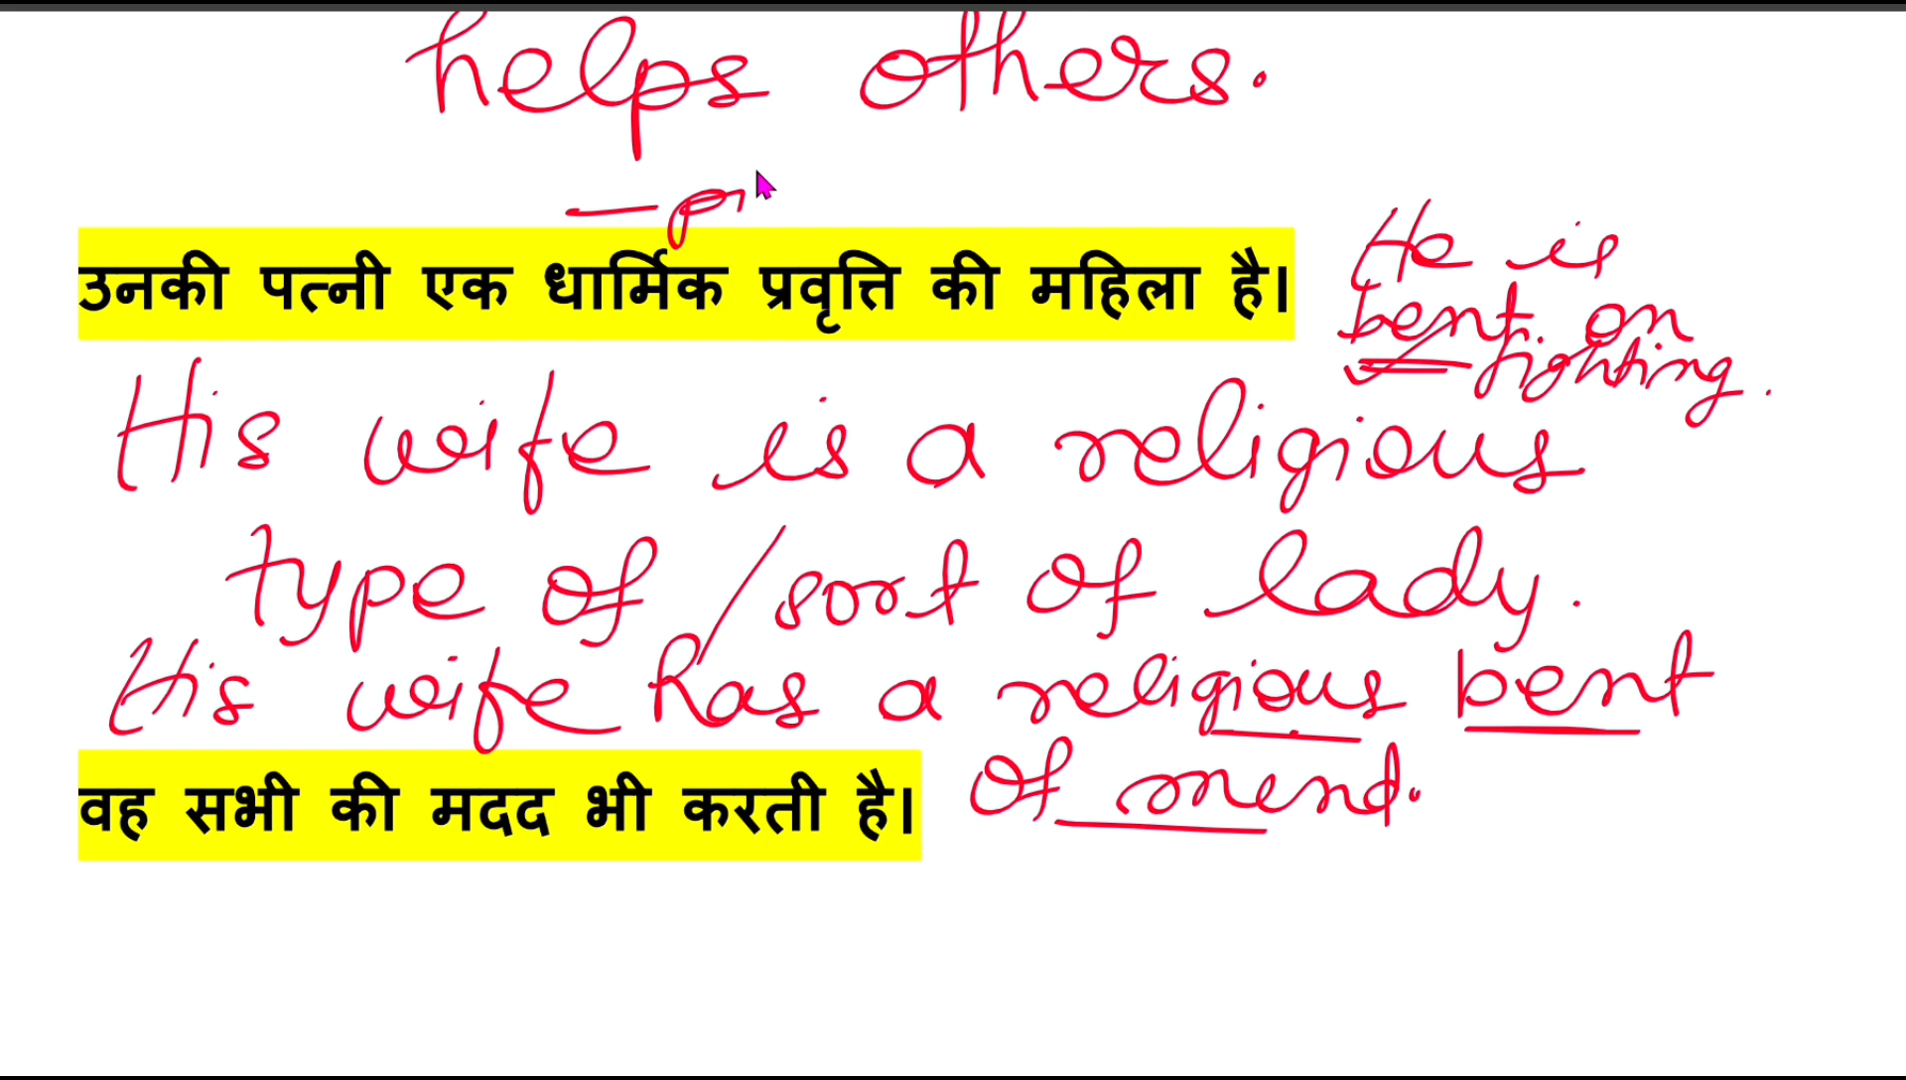 helps others.
उनकी पत्नी एक धार्मिक प्रवृत्ति की महिला है।
He is
bent on
fighting.
His wife is a religious
type of / sort of lady.
His wife has a religious bent
of mind.
वह सभी की मदद भी करती है।